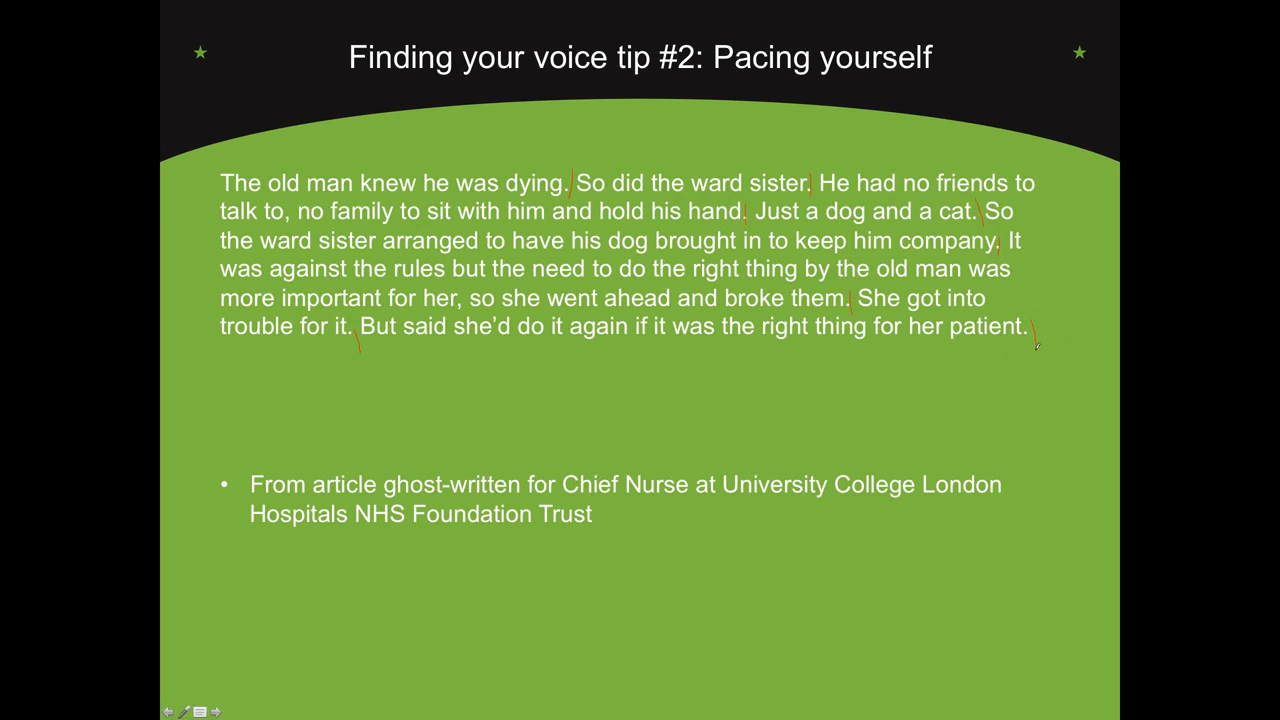 Finding your voice tip #2: Pacing yourself
The old man knew he was dying. So did the ward sister. He had no friends to
talk to, no family to sit with him and hold his hand. Just a dog and a cat. So
the ward sister arranged to have his dog brought in to keep him company. It
was against the rules but the need to do the right thing by the old man was
more important for her, so she went ahead and broke them. She got into
trouble for it. But said she’d do it again if it was the right thing for her patient.
• From article ghost-written for Chief Nurse at University College London
Hospitals NHS Foundation Trust